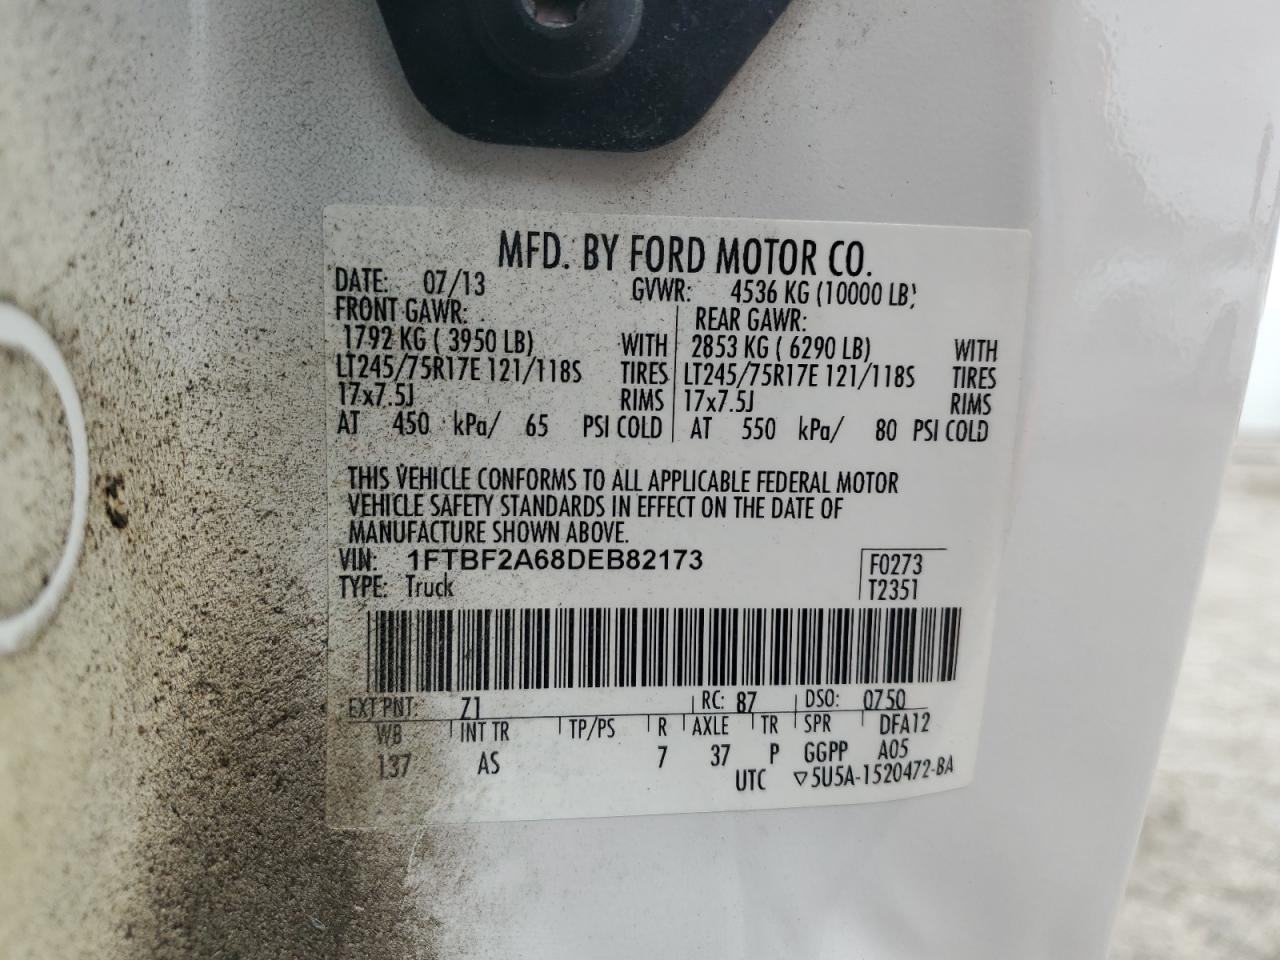 MFD. BY FORD MOTOR CO.
DATE: 07/13 GVWR: 4536 KG (10000 LB)
FRONT GAWR: REAR GAWR:
1792 KG ( 3950 LB) WITH 2853 KG ( 6290 LB) WITH
LT245/75R17E 121/118S TIRES LT245/75R17E 121/118S TIRES
17x7.5J RIMS 17x7.5J RIMS
AT 450 kPa/ 65 PSI COLD AT 550 kPa/ 80 PSI COLD
THIS VEHICLE CONFORMS TO ALL APPLICABLE FEDERAL MOTOR
VEHICLE SAFETY STANDARDS IN EFFECT ON THE DATE OF
MANUFACTURE SHOWN ABOVE.
VIN: 1FTBF2A68DEB82173 F0273
TYPE: Truck T2351
EXT PNT: Z1 RC: 87 DSO: 0750
WB INT TR TP/PS R AXLE TR SPR DFA12
137 AS 7 37 P GGPP A05
UTC ▽5U5A-1520472-BA